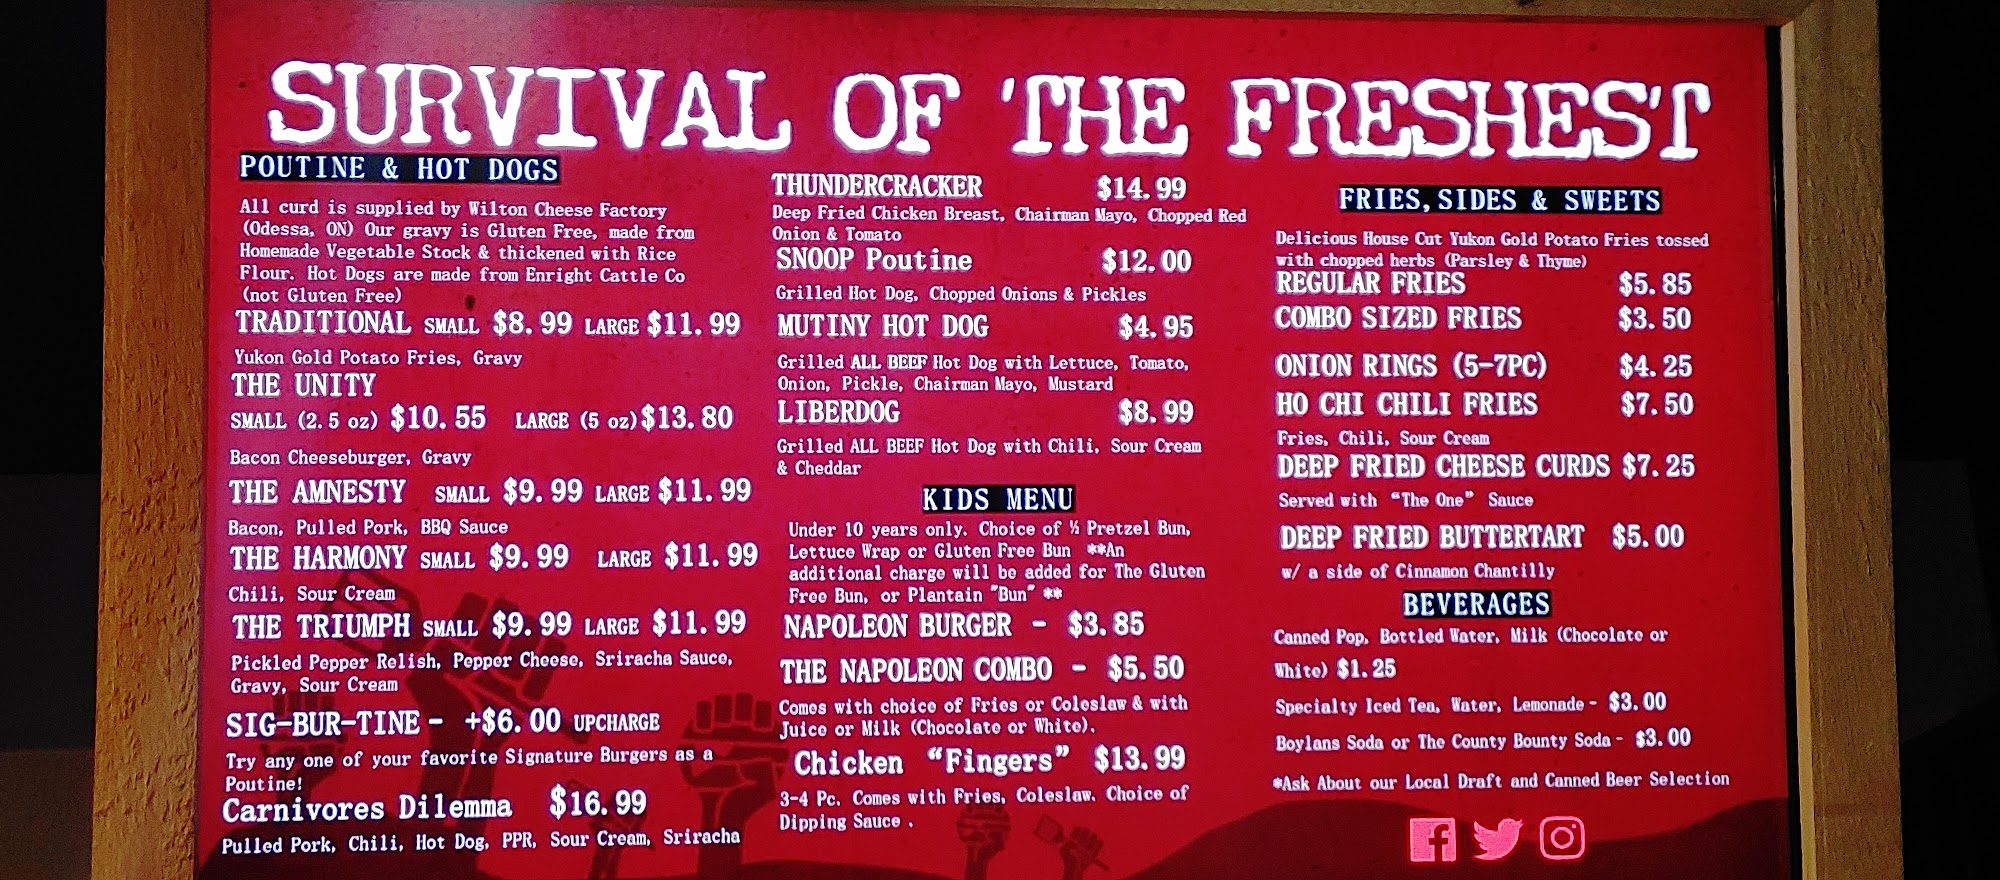 SURVIVAL OF THE FRESHEST
POUTINE & HOT DOGS
All curd is supplied by Wilton Cheese Factory
(Odessa, ON) Our gravy is Gluten Free, made from
Homemade Vegetable Stock & thickened with Rice
Flour. Hot Dogs are made from Enright Cattle Co
(not Gluten Free)
TRADITIONAL SMALL $8.99 LARGE $11.99
Yukon Gold Potato Fries, Gravy
THE UNITY
SMALL (2.5 oz) $10.55 LARGE (5 oz) $13.80
Bacon Cheeseburger, Gravy
THE AMNESTY SMALL $9.99 LARGE $11.99
Bacon, Pulled Pork, BBQ Sauce
THE HARMONY SMALL $9.99 LARGE $11.99
Chili, Sour Cream
THE TRIUMPH SMALL $9.99 LARGE $11.99
Pickled Pepper Relish, Pepper Cheese, Sriracha Sauce,
Gravy, Sour Cream
SIG-BUR-TINE - +$6.00 UPCHARGE
Try any one of your favorite Signature Burgers as a
Poutine!
Carnivores Dilemma $16.99
Pulled Pork, Chili, Hot Dog, PPR, Sour Cream, Sriracha
THUNDERCRACKER $14.99
Deep Fried Chicken Breast, Chairman Mayo, Chopped Red
Onion & Tomato
SNOOP Poutine $12.00
Grilled Hot Dog, Chopped Onions & Pickles
MUTINY HOT DOG $4.95
Grilled ALL BEEF Hot Dog with Lettuce, Tomato,
Onion, Pickle, Chairman Mayo, Mustard
LIBERDOG $8.99
Grilled ALL BEEF Hot Dog with Chili, Sour Cream
& Cheddar
KIDS MENU
Under 10 years only. Choice of ½ Pretzel Bun,
Lettuce Wrap or Gluten Free Bun **An
additional charge will be added for The Gluten
Free Bun, or Plantain "Bun" **
NAPOLEON BURGER - $3.85
THE NAPOLEON COMBO - $5.50
Comes with choice of Fries or Coleslaw & with
Juice or Milk (Chocolate or White).
Chicken "Fingers" $13.99
3-4 Pc. Comes with Fries, Coleslaw. Choice of
Dipping Sauce .
FRIES, SIDES & SWEETS
Delicious House Cut Yukon Gold Potato Fries tossed
with chopped herbs (Parsley & Thyme)
REGULAR FRIES $5.85
COMBO SIZED FRIES $3.50
ONION RINGS (5-7PC) $4.25
HO CHI CHILI FRIES $7.50
Fries, Chili, Sour Cream
DEEP FRIED CHEESE CURDS $7.25
Served with "The One" Sauce
DEEP FRIED BUTTERTART $5.00
w/ a side of Cinnamon Chantilly
BEVERAGES
Canned Pop, Bottled Water, Milk (Chocolate or
White) $1.25
Specialty Iced Tea, Water, Lemonade - $3.00
Boylans Soda or The County Bounty Soda - $3.00
*Ask About our Local Draft and Canned Beer Selection